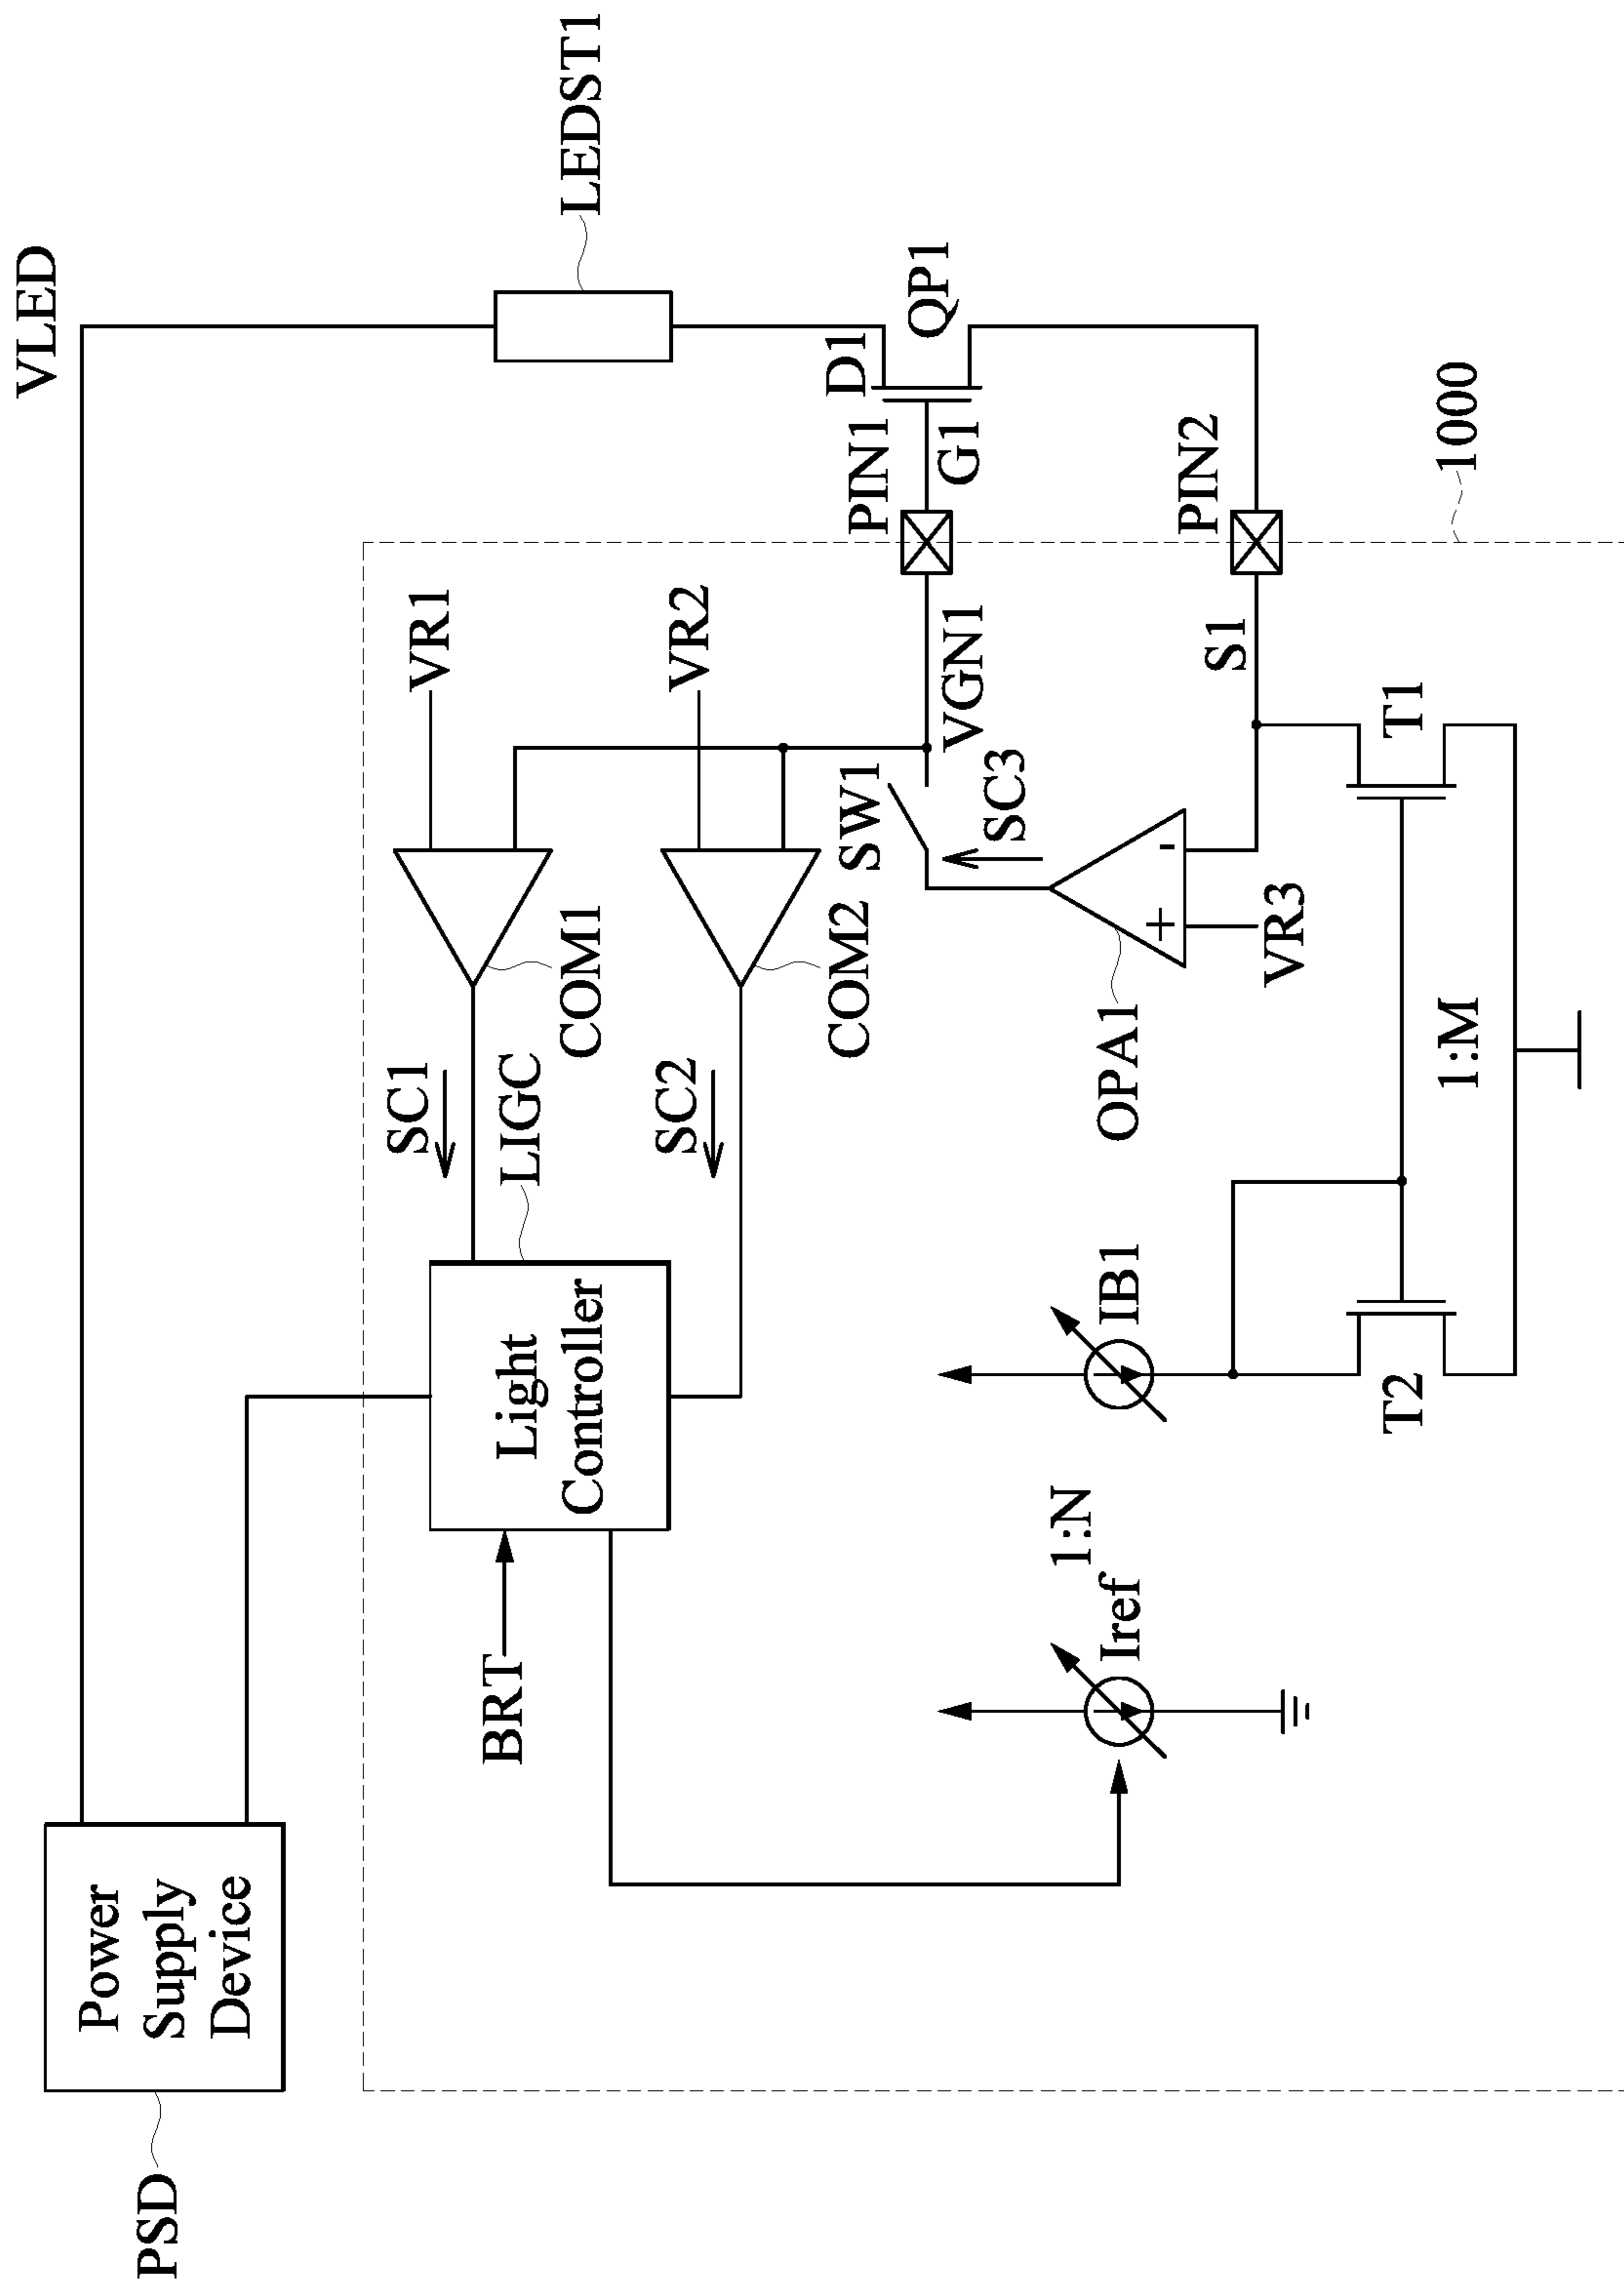 VLED
LEDST1
D1
QP1
PIN1
G1
PIN2
1000
VR1
VR2
VGN1
S1
SW1
SC3
T1
COM1
COM2
+
-
VR3
OPA1
SC1
LIGC
SC2
1:M
Light
Controller
IB1
T2
BRT
1:N
Iref
Power
Supply
Device
PSD